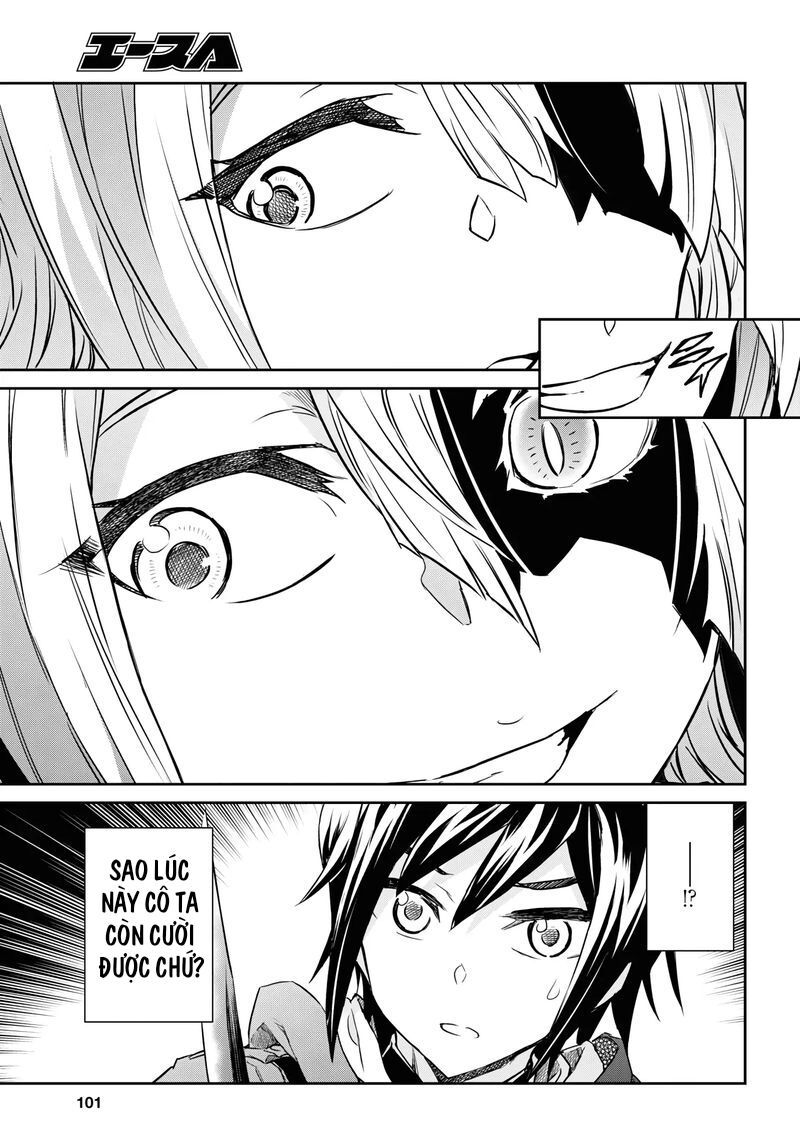 エースA
—!?
SAO LÚC
NÀY CÔ TA
CÒN CƯỜI
ĐƯỢC CHỨ?
101